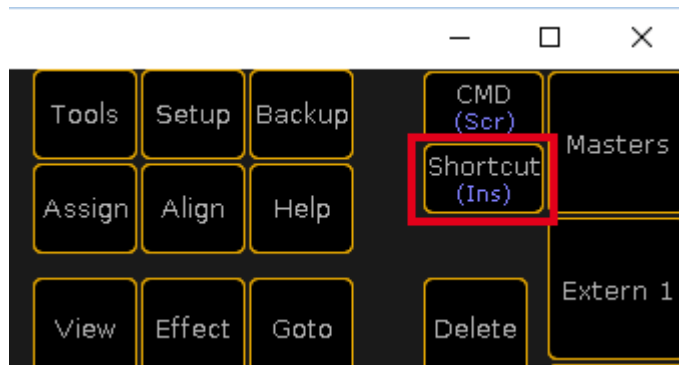 Tools Setup Backup CMD
(Scr)
Masters
Shortcut
(Ins)
Assign Align Help
Extern 1
View Effect Goto Delete